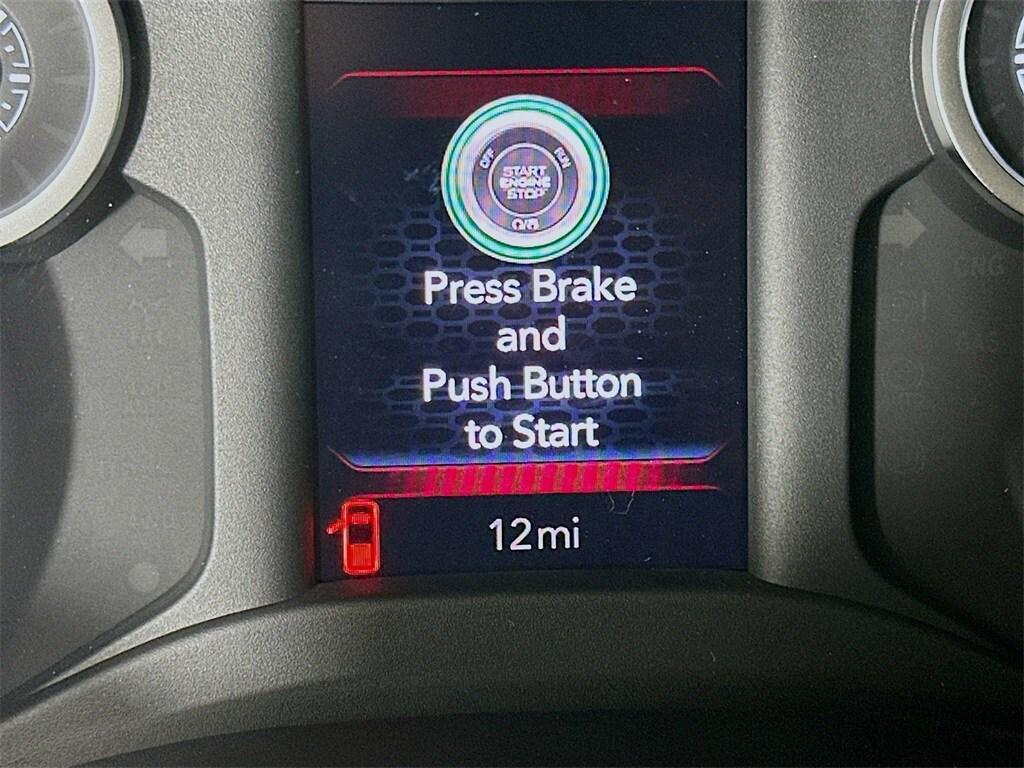 OFF RUN
START
ENGINE
STOP
Press Brake
and
Push Button
to Start
12mi